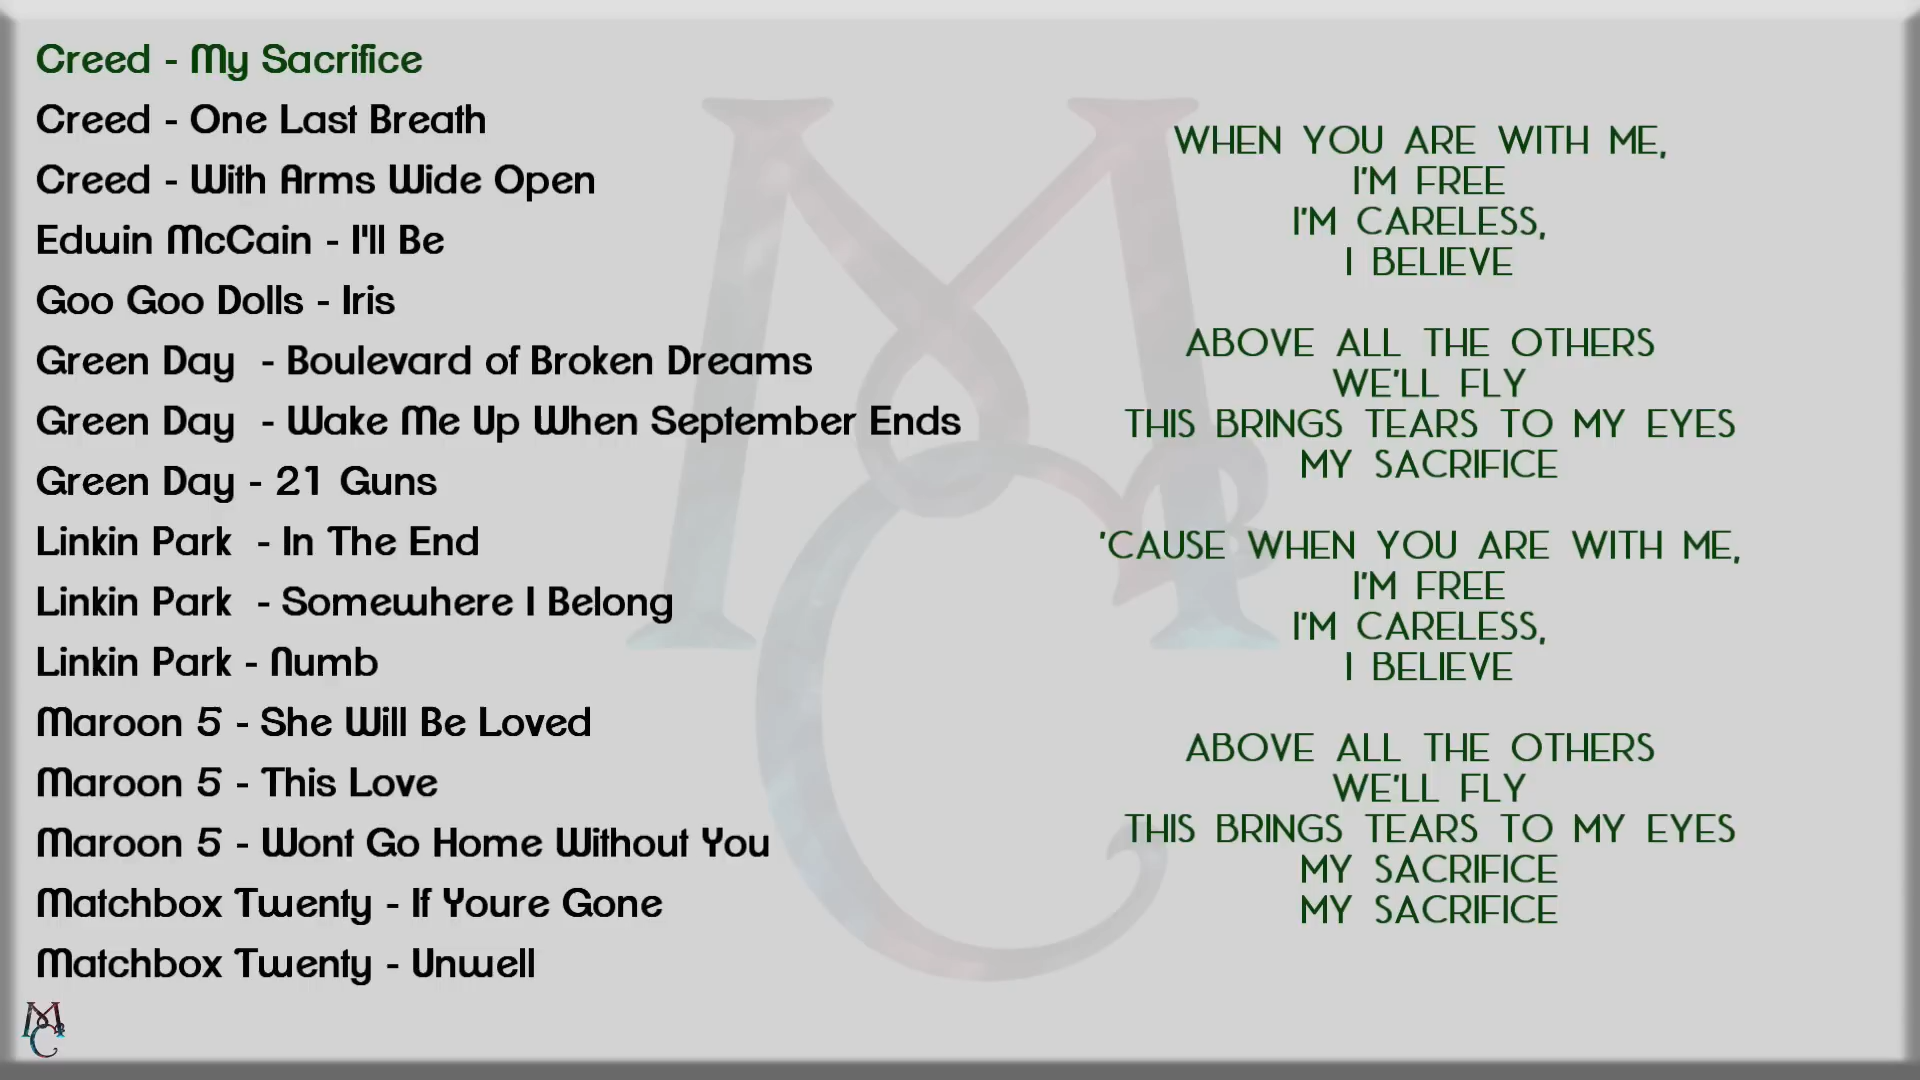 Creed - My Sacrifice
Creed - One Last Breath
Creed - With Arms Wide Open
Edwin McCain - I'll Be
Goo Goo Dolls - Iris
Green Day  - Boulevard of Broken Dreams
Green Day  - Wake Me Up When September Ends
Green Day - 21 Guns
Linkin Park  - In The End
Linkin Park  - Somewhere I Belong
Linkin Park - Numb
Maroon 5 - She Will Be Loved
Maroon 5 - This Love
Maroon 5 - Wont Go Home Without You
Matchbox Twenty - If Youre Gone
Matchbox Twenty - Unwell
WHEN YOU ARE WITH ME,
I'M FREE
I'M CARELESS,
I BELIEVE
ABOVE ALL THE OTHERS
WE'LL FLY
THIS BRINGS TEARS TO MY EYES
MY SACRIFICE
'CAUSE WHEN YOU ARE WITH ME,
I'M FREE
I'M CARELESS,
I BELIEVE
ABOVE ALL THE OTHERS
WE'LL FLY
THIS BRINGS TEARS TO MY EYES
MY SACRIFICE
MY SACRIFICE